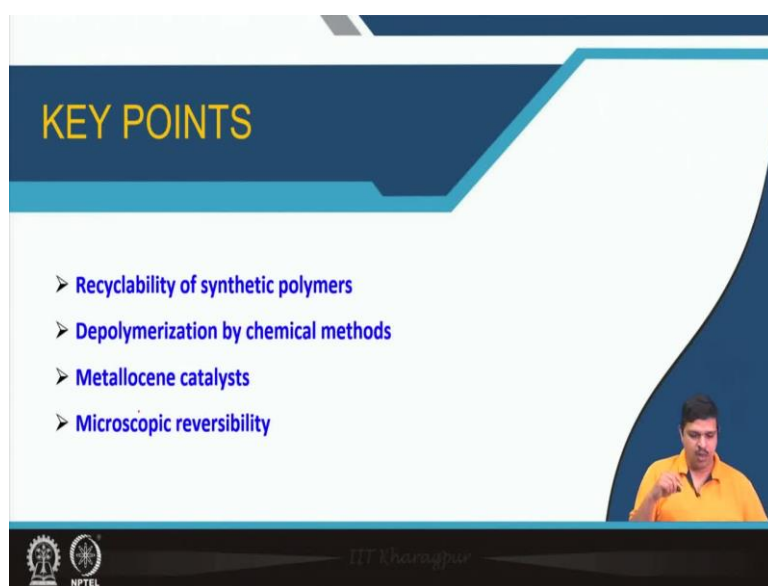 KEY POINTS
➤ Recyclability of synthetic polymers
➤ Depolymerization by chemical methods
➤ Metallocene catalysts
➤ Microscopic reversibility
IIT Kharagpur
NPTEL